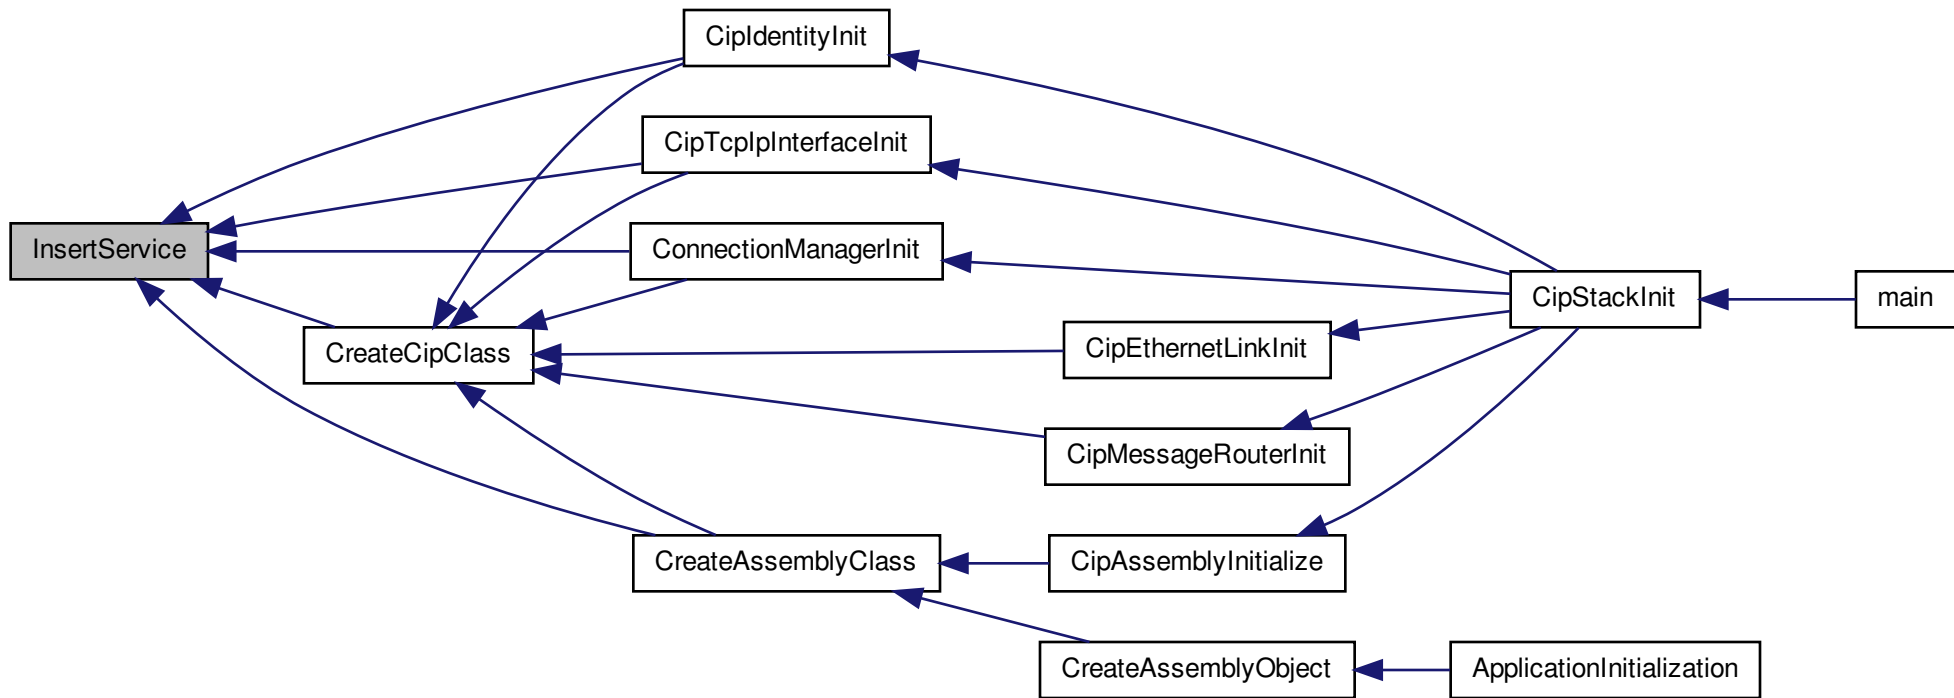 CipIdentityInit
CipTcpIpInterfaceInit
InsertService
ConnectionManagerInit
CipStackInit
main
CreateCipClass
CipEthernetLinkInit
CipMessageRouterInit
CreateAssemblyClass
CipAssemblyInitialize
CreateAssemblyObject
ApplicationInitialization